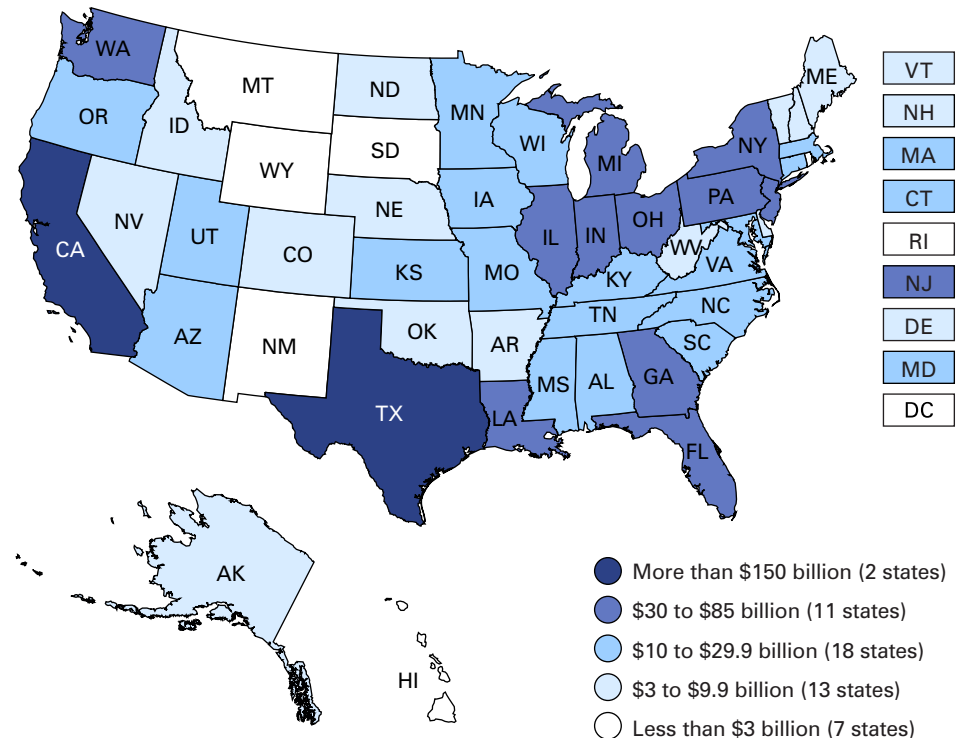 WA
MT
ND
MN
ME
VT
NH
MA
CT
RI
NJ
DE
MD
DC
OR
ID
SD
WI
MI
NY
WY
IA
PA
NE
NV
UT
CO
IL
IN
OH
WV
VA
CA
KS
MO
KY
NC
TN
AZ
NM
OK
AR
SC
MS
AL
GA
TX
LA
FL
AK
HI
More than $150 billion (2 states)
$30 to $85 billion (11 states)
$10 to $29.9 billion (18 states)
$3 to $9.9 billion (13 states)
Less than $3 billion (7 states)